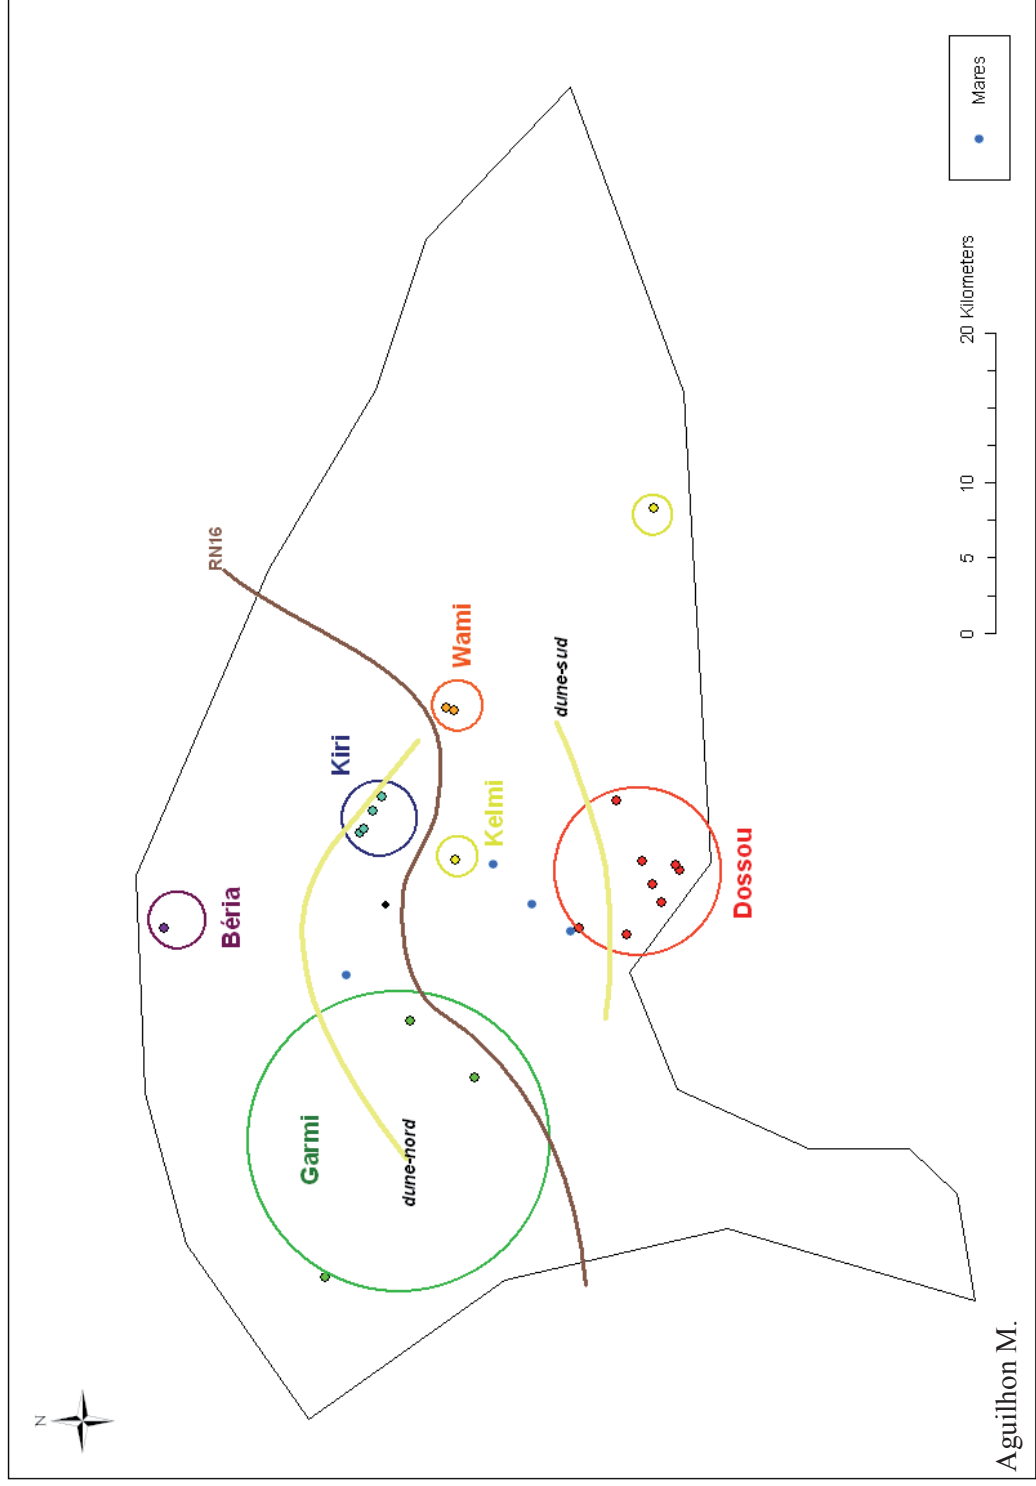 N
RN16
Béria
Kiri
Garmi
Wami
Kelmi
dune-nord
dune-sud
Dossou
0 5 10 20 Kilometers
Mares
Aguilhon M.